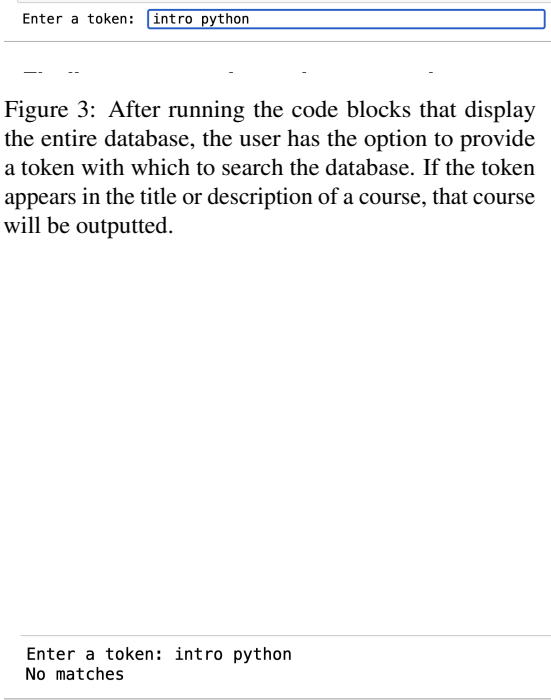 Enter a token: intro python
Figure 3: After running the code blocks that display
the entire database, the user has the option to provide
a token with which to search the database. If the token
appears in the title or description of a course, that course
will be outputted.
Enter a token: intro python
No matches